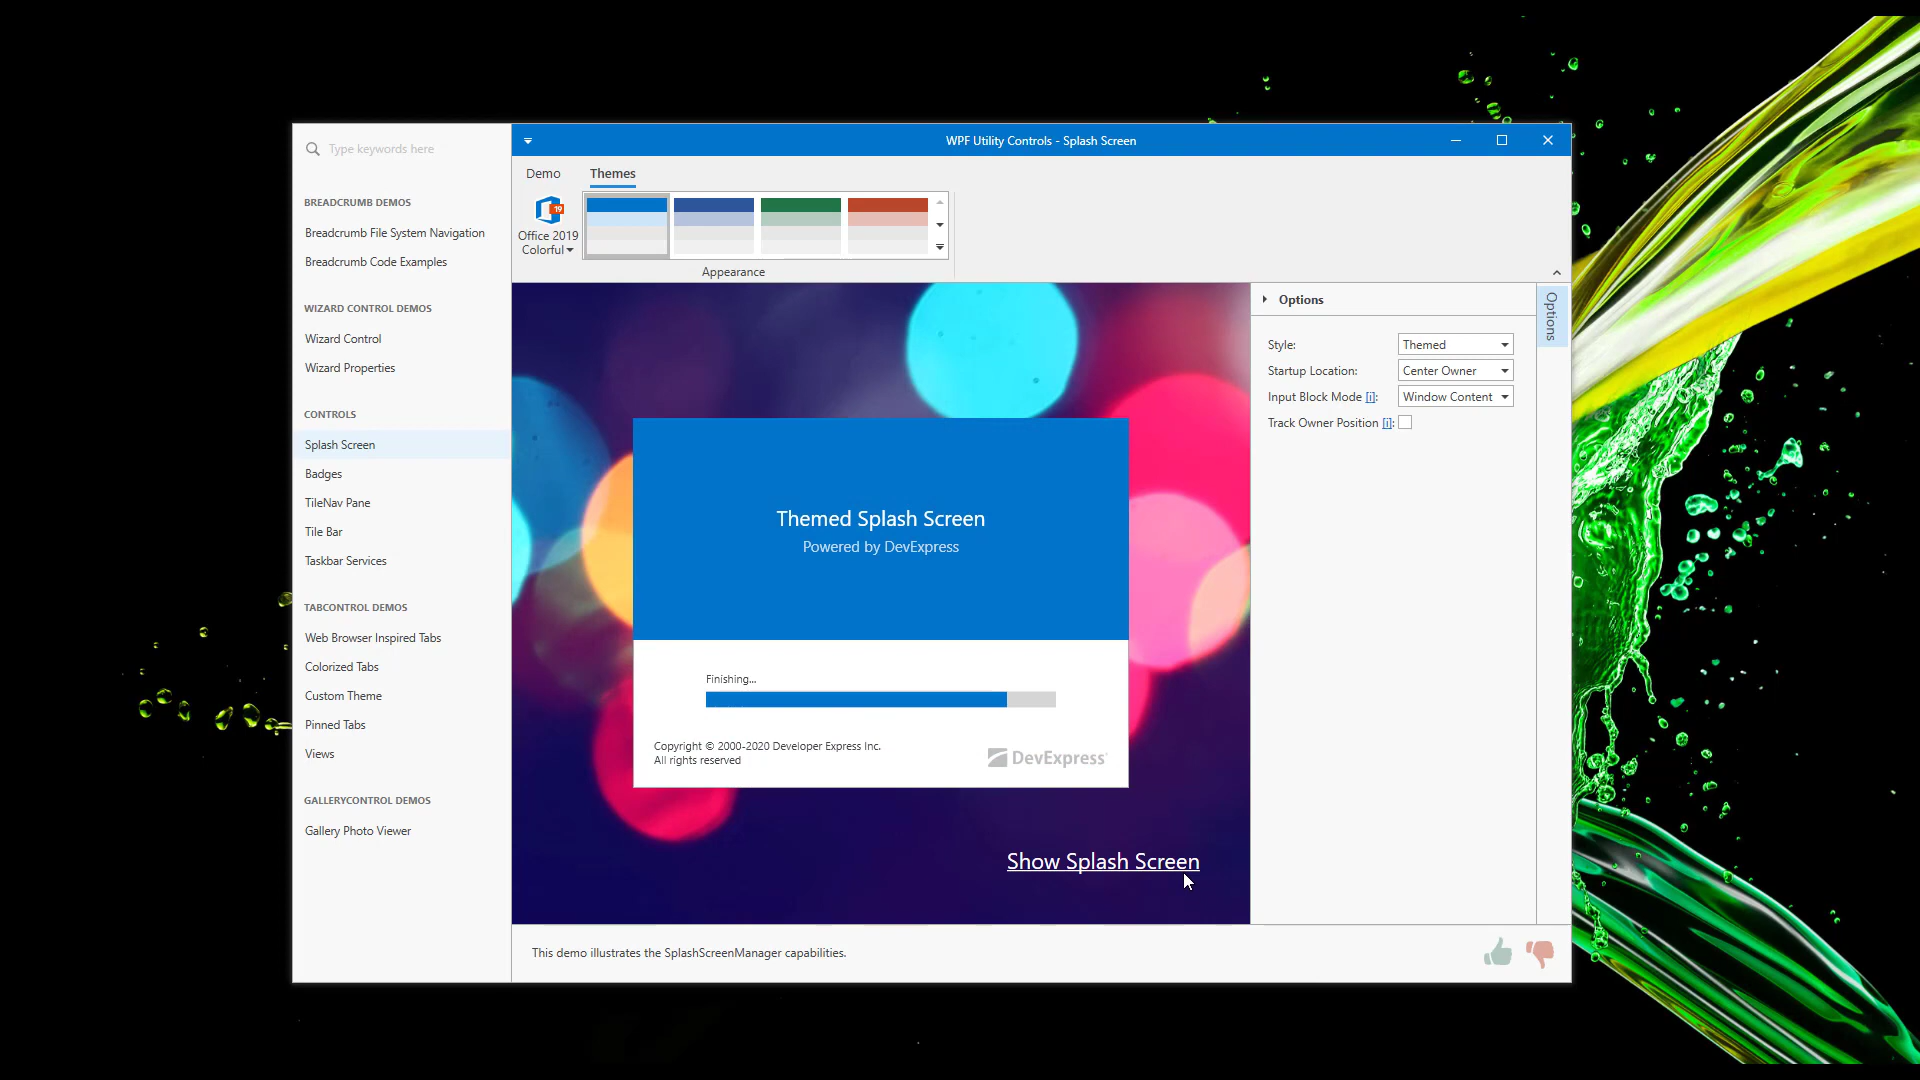 Type keywords here
BREADCRUMB DEMOS
Breadcrumb File System Navigation
Breadcrumb Code Examples
WIZARD CONTROL DEMOS
Wizard Control
Wizard Properties
CONTROLS
Splash Screen
Badges
TileNav Pane
Tile Bar
Taskbar Services
TABCONTROL DEMOS
Web Browser Inspired Tabs
Colorized Tabs
Custom Theme
Pinned Tabs
Views
GALLERYCONTROL DEMOS
Gallery Photo Viewer
WPF Utility Controls - Splash Screen
Demo Themes
19
Office 2019
Colorful
Appearance
Themed Splash Screen
Powered by DevExpress
Finishing...
Copyright © 2000-2020 Developer Express Inc.
All rights reserved
DevExpress
Show Splash Screen
Options
Style: Themed
Startup Location: Center Owner
Input Block Mode [i]: Window Content
Track Owner Position [i]:
Options
This demo illustrates the SplashScreenManager capabilities.